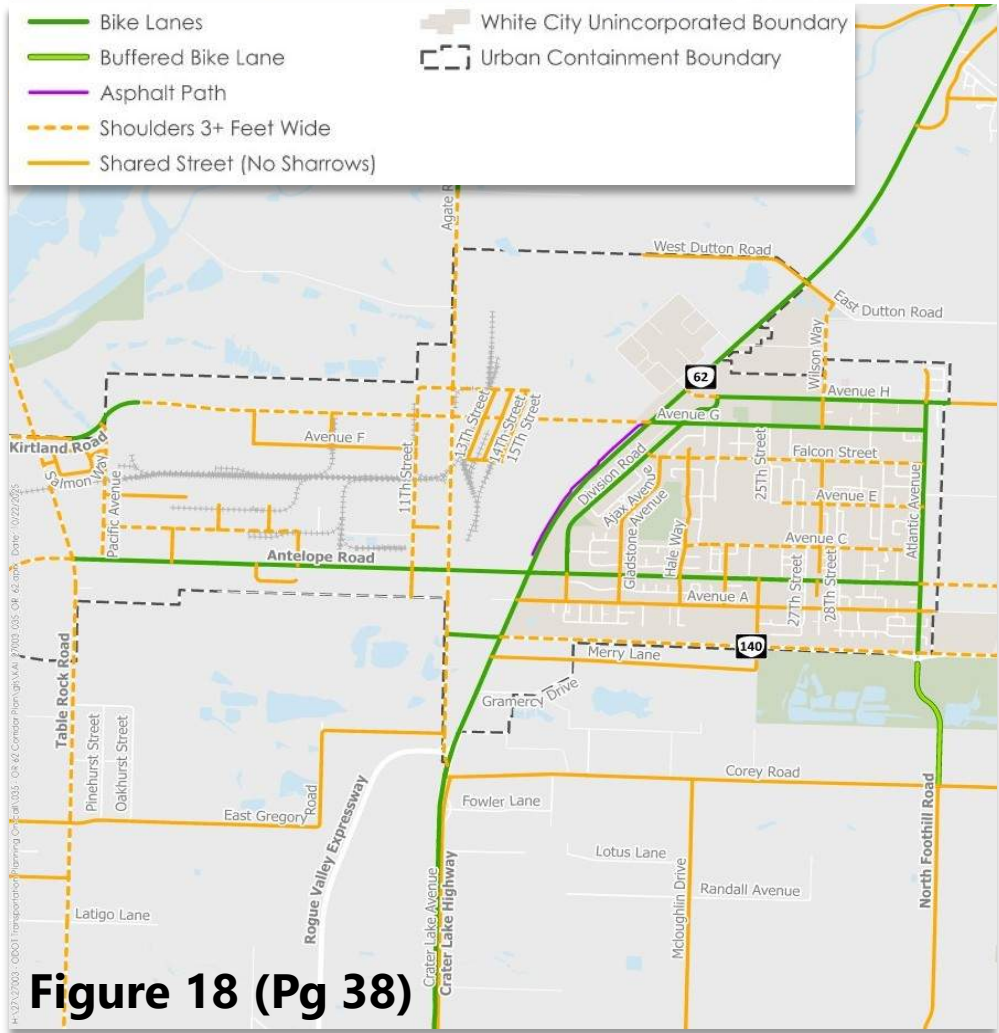 Bike Lanes
Buffered Bike Lane
Asphalt Path
Shoulders 3+ Feet Wide
Shared Street (No Sharrows)
White City Unincorporated Boundary
Urban Containment Boundary
Agate R
West Dutton Road
East Dutton Road
Wilson Way
62
Avenue H
Avenue G
13Th Street
14Th Street
15Th Street
Kirtland Road
Avenue F
11Th Street
Salmon Way
Pacific Avenue
Division Road
Ajax Avenue
Gladstone Avenue
Hale Way
25Th Street
Falcon Street
Avenue E
Avenue C
Atlantic Avenue
Antelope Road
Avenue A
27Th Street
28Th Street
140
Merry Lane
Gramercy Drive
Table Rock Road
Pinehurst Street
Oakhurst Street
Corey Road
East Gregory Road
Rogue Valley Expressway
Fowler Lane
Lotus Lane
Randall Avenue
Mcloughlin Drive
North Foothill Road
Latigo Lane
Crater Lake Avenue
Crater Lake Highway
Figure 18 (Pg 38)